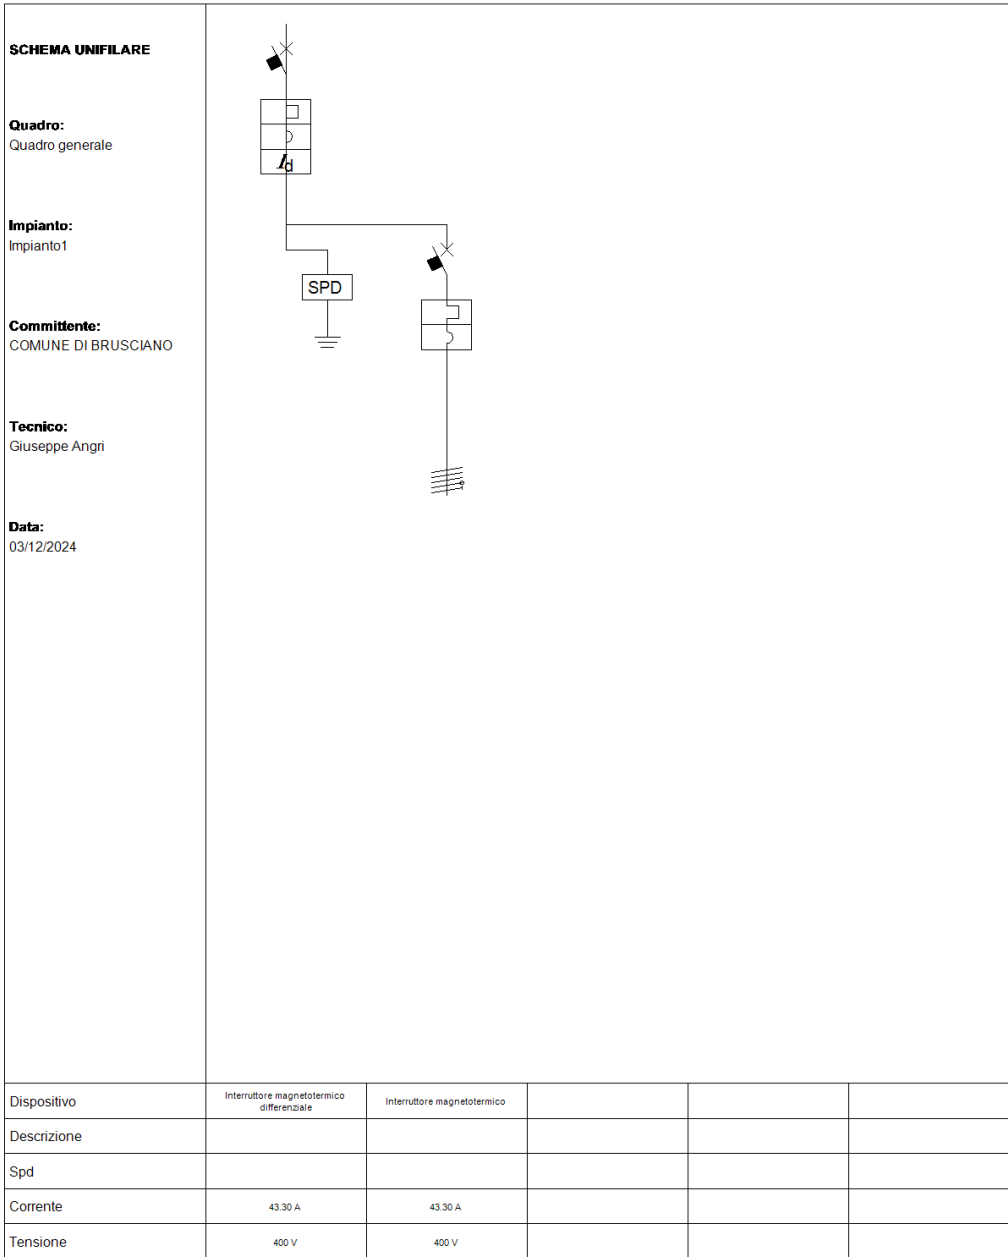 SCHEMA UNIFILARE
Quadro:
Quadro generale
Impianto:
Impianto1
Committente:
COMUNE DI BRUSCIANO
Tecnico:
Giuseppe Angri
Data:
03/12/2024
Id
SPD
Dispositivo
Interruttore magnetotermico
differenziale
Interruttore magnetotermico
Descrizione
Spd
Corrente
43.30 A
43.30 A
Tensione
400 V
400 V